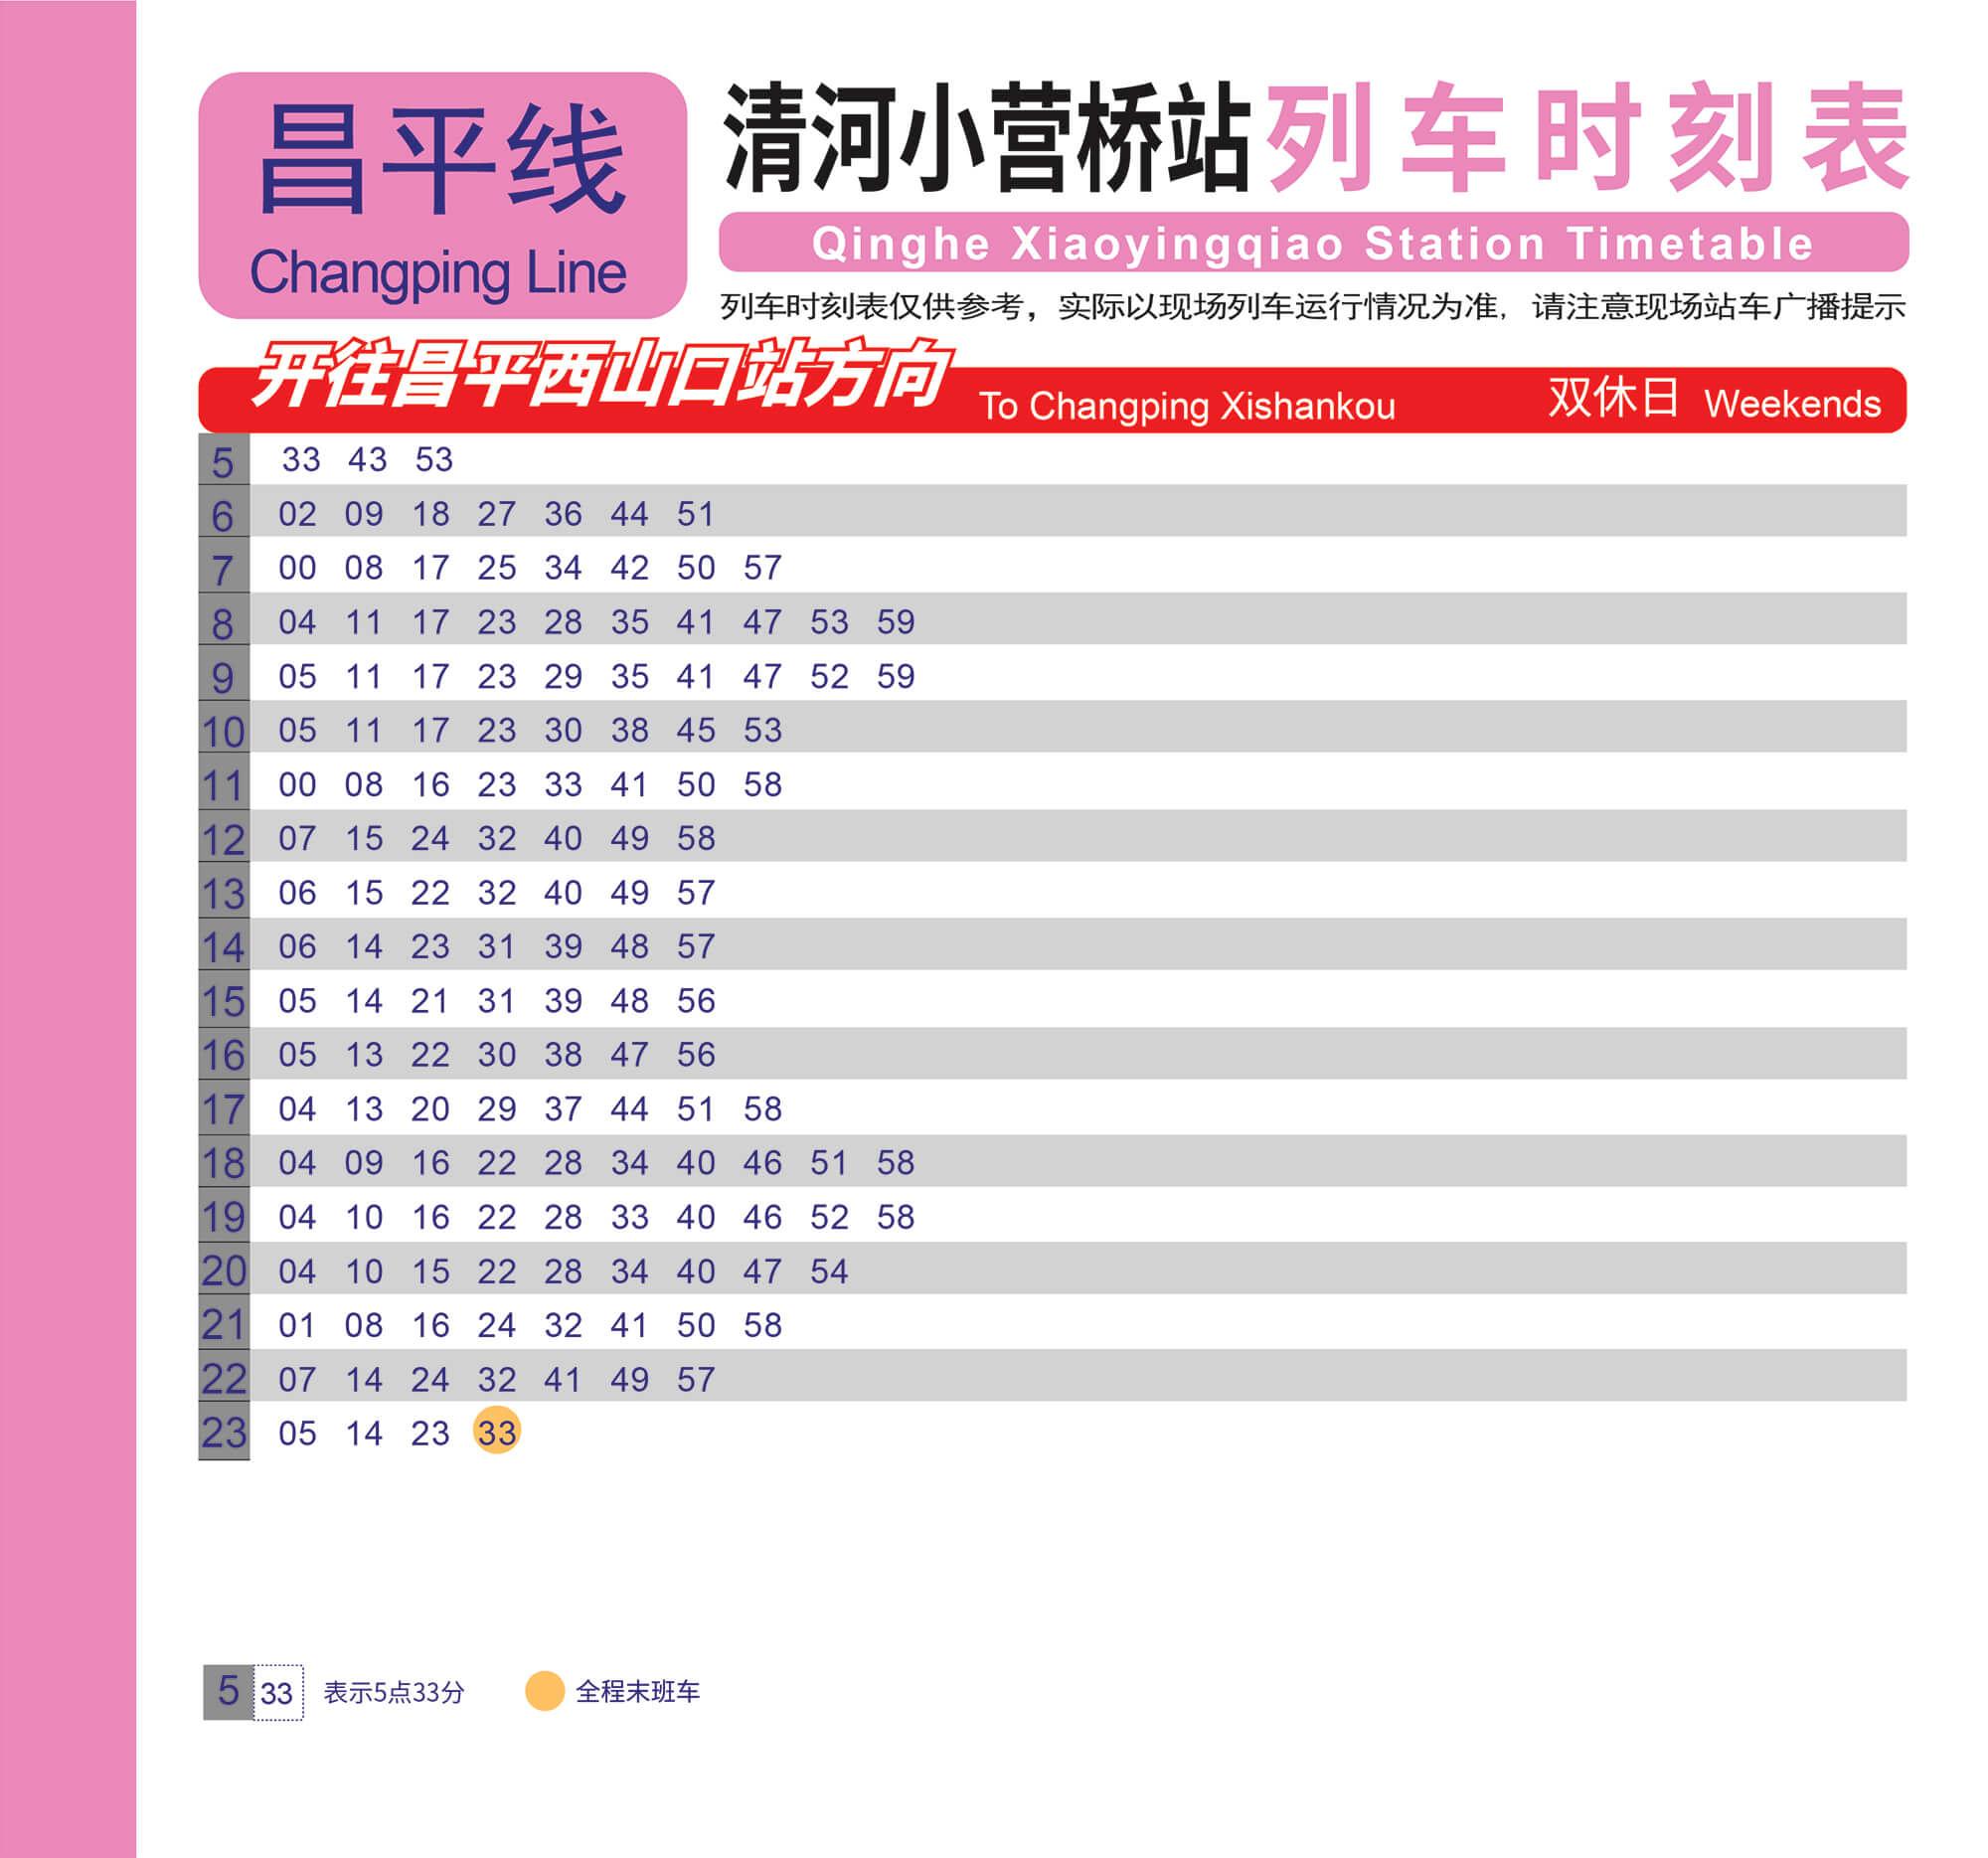 昌平线
Changping Line
清河小营桥站列车时刻表
Qinghe Xiaoyingqiao Station Timetable
列车时刻表仅供参考，实际以现场列车运行情况为准，请注意现场站车广播提示
开往昌平西山口站方向 To Changping Xishankou 双休日 Weekends
5 33 43 53
6 02 09 18 27 36 44 51
7 00 08 17 25 34 42 50 57
8 04 11 17 23 28 35 41 47 53 59
9 05 11 17 23 29 35 41 47 52 59
10 05 11 17 23 30 38 45 53
11 00 08 16 23 33 41 50 58
12 07 15 24 32 40 49 58
13 06 15 22 32 40 49 57
14 06 14 23 31 39 48 57
15 05 14 21 31 39 48 56
16 05 13 22 30 38 47 56
17 04 13 20 29 37 44 51 58
18 04 09 16 22 28 34 40 46 51 58
19 04 10 16 22 28 33 40 46 52 58
20 04 10 15 22 28 34 40 47 54
21 01 08 16 24 32 41 50 58
22 07 14 24 32 41 49 57
23 05 14 23 33
5 33 表示5点33分 全程末班车